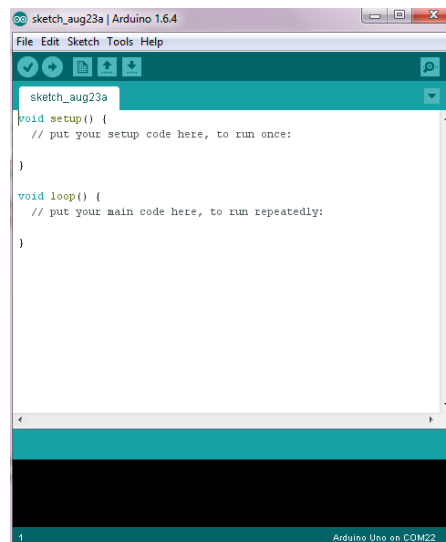 sketch_aug23a | Arduino 1.6.4
File Edit Sketch Tools Help
sketch_aug23a
void setup() {
  // put your setup code here, to run once:
}
void loop() {
  // put your main code here, to run repeatedly:
}
1 Arduino Uno on COM22